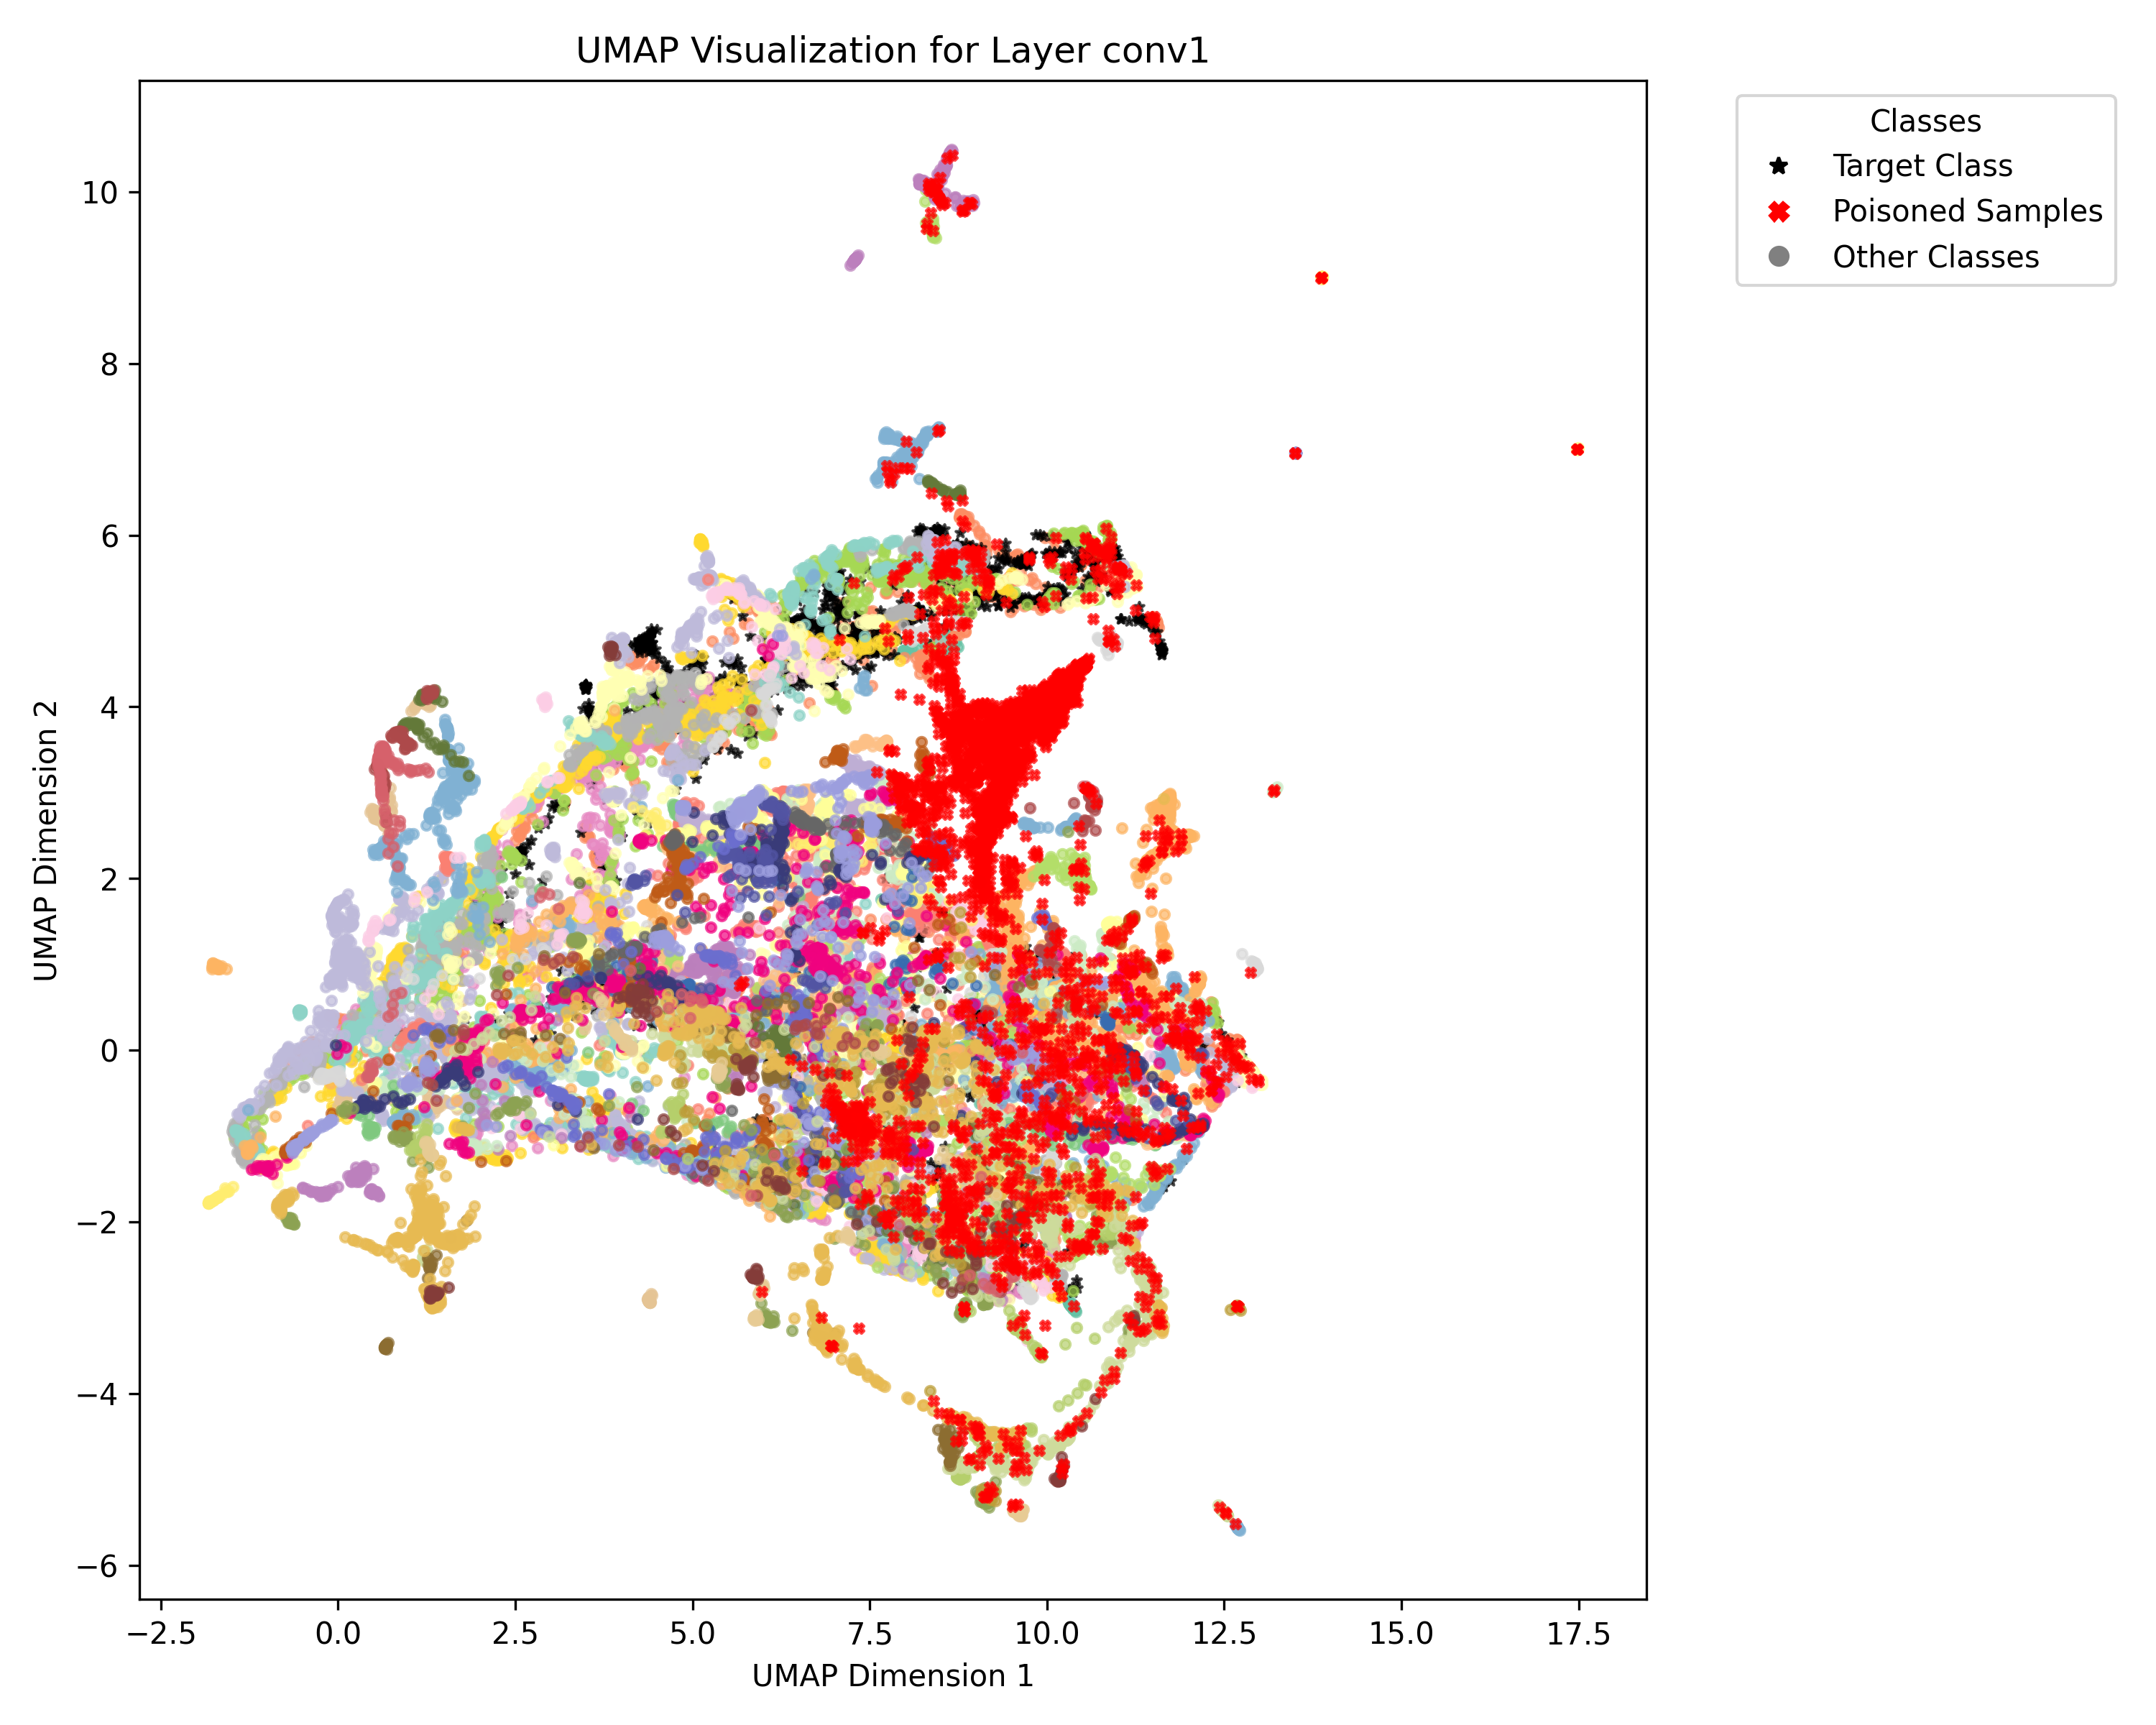 UMAP Visualization for Layer conv1
Classes
Target Class
Poisoned Samples
Other Classes
10
8
6
4
2
0
−2
−4
−6
UMAP Dimension 2
−2.5 0.0 2.5 5.0 7.5 10.0 12.5 15.0 17.5
UMAP Dimension 1